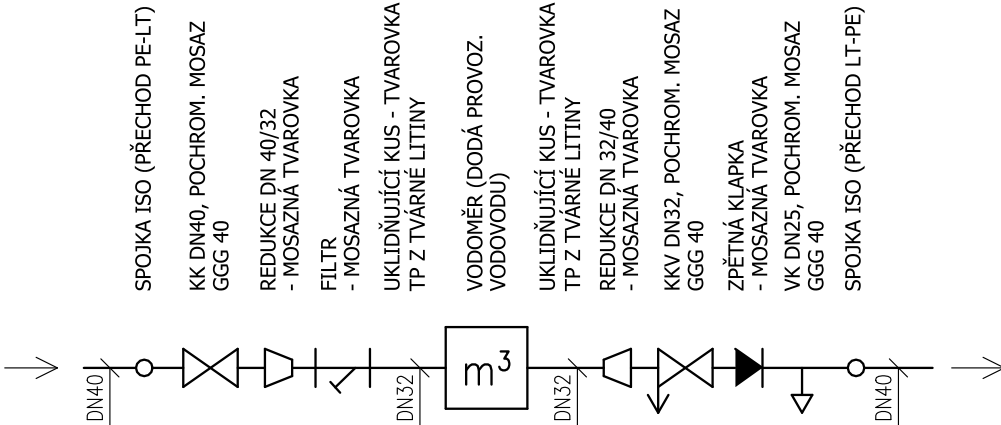 SPOJKA ISO (PŘECHOD PE-LT)
KK DN40, POCHROM. MOSAZ
GGG 40
REDUKCE DN 40/32
- MOSAZNÁ TVAROVKA
FILTR
- MOSAZNÁ TVAROVKA
UKLIDŇUJÍCÍ KUS - TVAROVKA
TP Z TVÁRNÉ LITINY
VODOMĚR (DODÁ PROVOZ.
VODOVODU)
UKLIDŇUJÍCÍ KUS - TVAROVKA
TP Z TVÁRNÉ LITINY
REDUKCE DN 32/40
- MOSAZNÁ TVAROVKA
KKV DN32, POCHROM. MOSAZ
GGG 40
ZPĚTNÁ KLAPKA
- MOSAZNÁ TVAROVKA
VK DN25, POCHROM. MOSAZ
GGG 40
SPOJKA ISO (PŘECHOD LT-PE)
DN40
DN32
m³
DN32
DN40